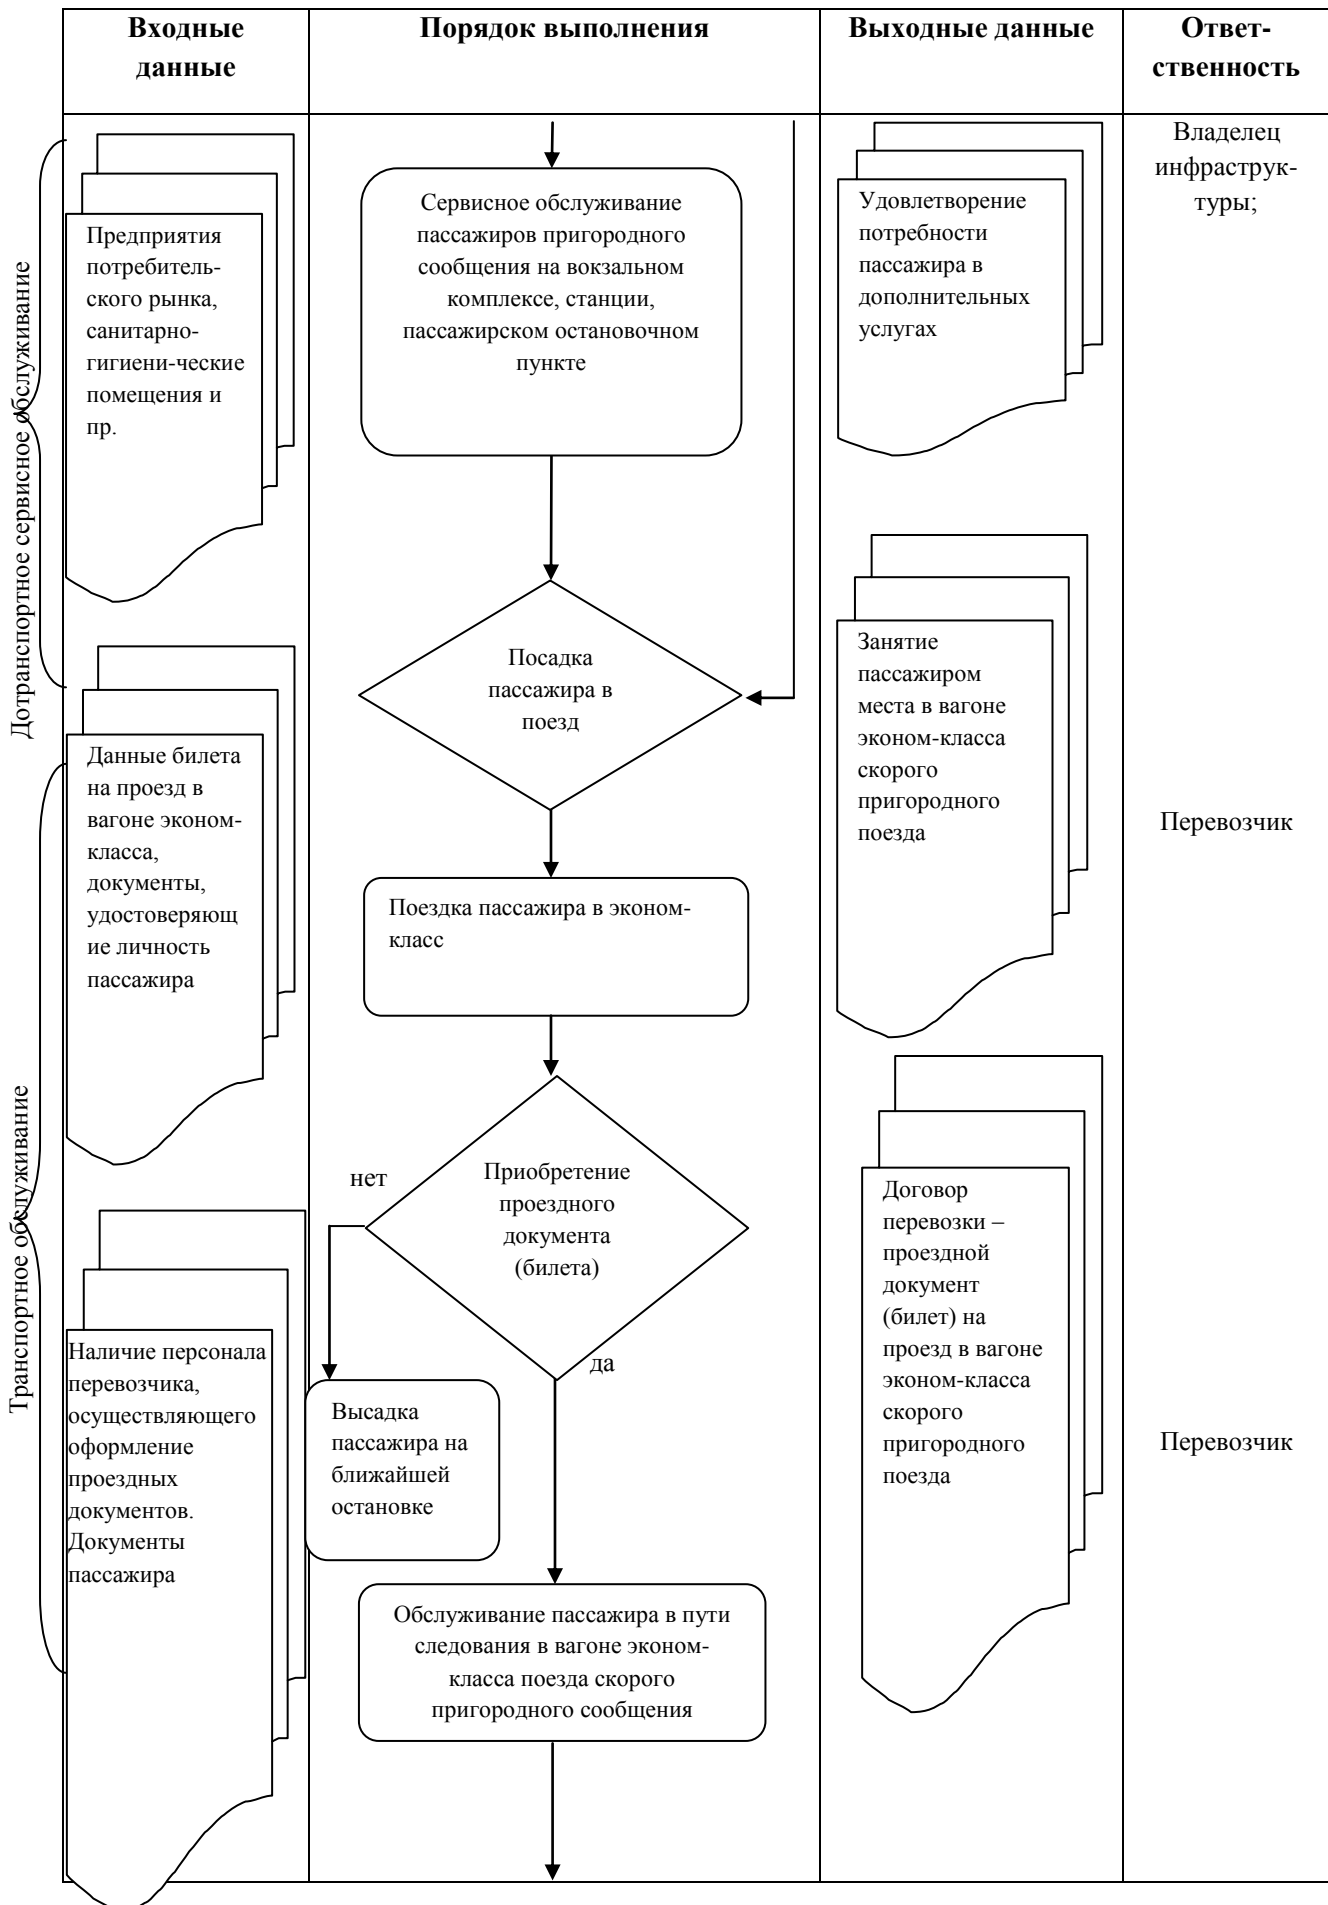 Входные
данные
Порядок выполнения
Выходные данные
Ответ-
ственность
Дотранспортное сервисное обслуживание
Предприятия
потребитель-
ского рынка,
санитарно-
гигиени-ческие
помещения и
пр.
Сервисное обслуживание
пассажиров пригородного
сообщения на вокзальном
комплексе, станции,
пассажирском остановочном
пункте
Удовлетворение
потребности
пассажира в
дополнительных
услугах
Владелец
инфраструк-
туры;
Посадка
пассажира в
поезд
Занятие
пассажиром
места в вагоне
эконом-класса
скорого
пригородного
поезда
Перевозчик
Транспортное обслуживание
Данные билета
на проезд в
вагоне эконом-
класса,
документы,
удостоверяющ
ие личность
пассажира
Поездка пассажира в эконом-
класс
нет
Приобретение
проездного
документа
(билета)
да
Договор
перевозки –
проездной
документ
(билет) на
проезд в вагоне
эконом-класса
скорого
пригородного
поезда
Перевозчик
Наличие персонала
перевозчика,
осуществляющего
оформление
проездных
документов.
Документы
пассажира
Высадка
пассажира на
ближайшей
остановке
Обслуживание пассажира в пути
следования в вагоне эконом-
класса поезда скорого
пригородного сообщения